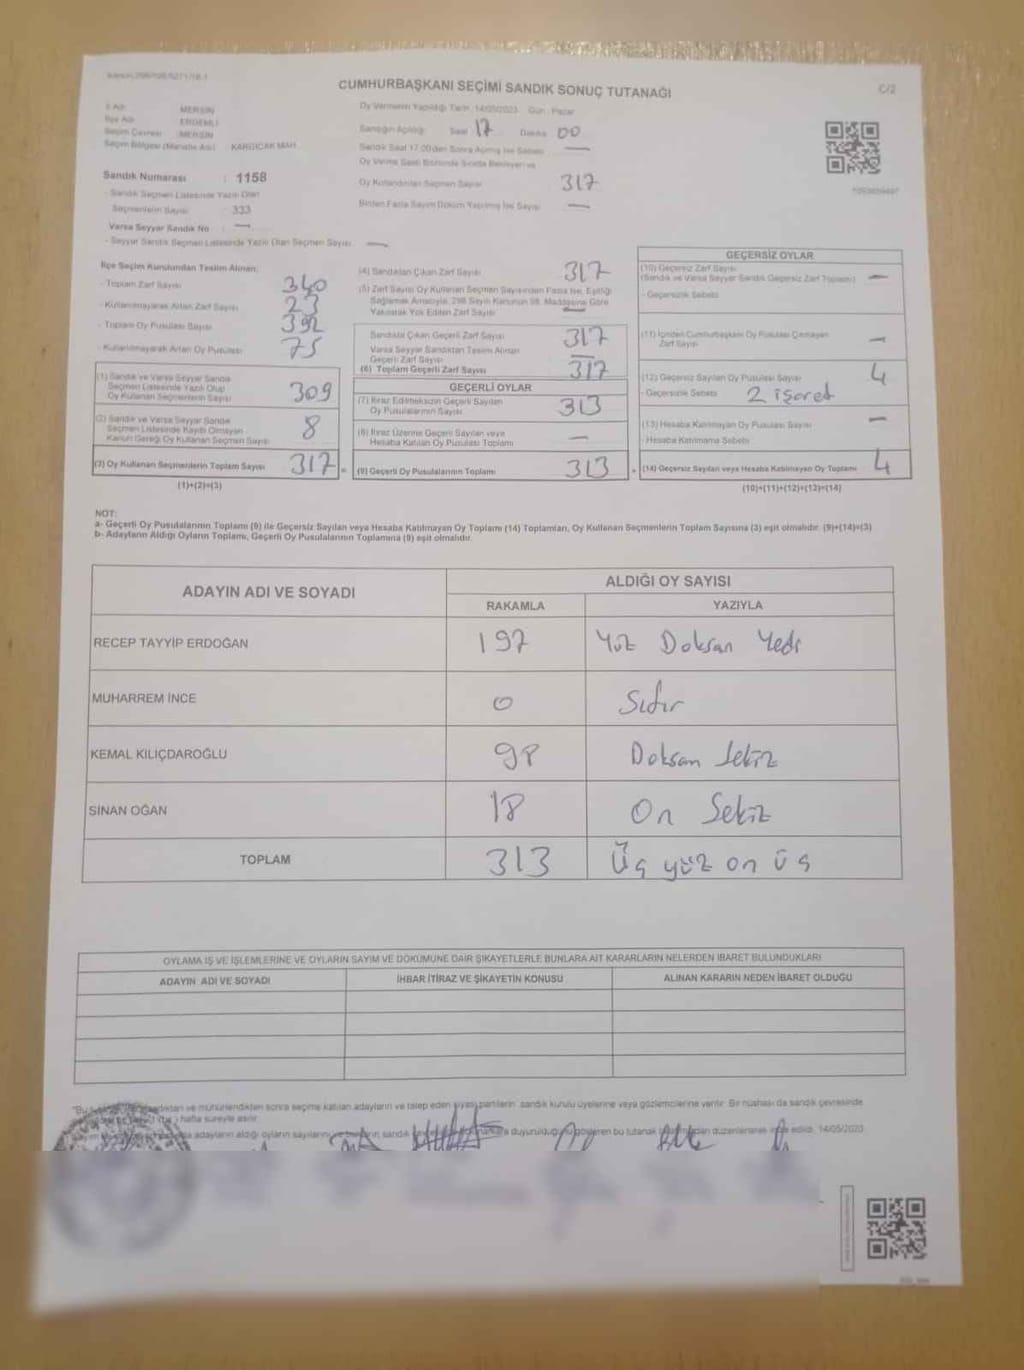 CUMHURBAŞKANI SEÇİMİ SANDIK SONUÇ TUTANAĞI
C/2
İl Adı : MERSİN
İlçe Adı : ERDEMLİ
Seçim Çevresi : MERSİN
Seçim Bölgesi (Mahalle Adı) : KARGICAK MAH.
Sandık Numarası : 1158
- Sandık Seçmen Listesinde Yazılı Olan
Seçmenlerin Sayısı : 333
Varsa Seyyar Sandık No : —
- Seyyar Sandık Seçmen Listesinde Yazılı Olan Seçmen Sayısı : —
Oy Vermenin Yapıldığı Tarih : 14/05/2023 Gün : Pazar
Sandığın Açıldığı Saat 17 Dakika 00
Sandık Saat 17.00'den Sonra Açılmış İse Sebebi —
Oy Verme Saati Bitiminde Sırada Bekleyen ve
Oy Kullandırılan Seçmen Sayısı 317
Birden Fazla Sayım Döküm Yapılmış İse Sayısı —
İlçe Seçim Kurulundan Teslim Alınan;
- Toplam Zarf Sayısı 340
- Kullanılmayarak Artan Zarf Sayısı 23
- Toplam Oy Pusulası Sayısı 392
- Kullanılmayarak Artan Oy Pusulası 75
(1) Sandık ve Varsa Seyyar Sandık
Seçmen Listesinde Yazılı Olup
Oy Kullanan Seçmenlerin Sayısı 309
(2) Sandık ve Varsa Seyyar Sandık
Seçmen Listesinde Kayıtlı Olmayan
Kanun Gereği Oy Kullanan Seçmen Sayısı 8
(3) Oy Kullanan Seçmenlerin Toplam Sayısı 317
(1)+(2)=(3)
(4) Sandıktan Çıkan Zarf Sayısı 317
(5) Zarf Sayısı Oy Kullanan Seçmen Sayısından Fazla İse, Eşitliği
Sağlamak Amacıyla, 298 Sayılı Kanunun 98. Maddesine Göre
Yakılarak Yok Edilen Zarf Sayısı —
Sandıkta Çıkan Geçerli Zarf Sayısı 317
Varsa Seyyar Sandıktan Teslim Alınan
Geçerli Zarf Sayısı —
(6) Toplam Geçerli Zarf Sayısı 317
GEÇERLİ OYLAR
(7) İtiraz Edilmeksizin Geçerli Sayılan
Oy Pusulalarının Sayısı 313
(8) İtiraz Üzerine Geçerli Sayılan veya
Hesaba Katılan Oy Pusulası Toplamı —
(9) Geçerli Oy Pusulalarının Toplamı 313
GEÇERSİZ OYLAR
(10) Geçersiz Zarf Sayısı
(Sandık ve Varsa Seyyar Sandık Geçersiz Zarf Toplamı) —
- Geçersizlik Sebebi
(11) İçinden Cumhurbaşkanı Oy Pusulası Çıkmayan
Zarf Sayısı —
(12) Geçersiz Sayılan Oy Pusulası Sayısı 4
- Geçersizlik Sebebi 2 işaret
(13) Hesaba Katılmayan Oy Pusulası Sayısı —
- Hesaba Katılmama Sebebi
(14) Geçersiz Sayılan veya Hesaba Katılmayan Oy Toplamı 4
(10)+(11)+(12)+(13)=(14)
NOT:
a- Geçerli Oy Pusulalarının Toplamı (9) ile Geçersiz Sayılan veya Hesaba Katılmayan Oy Toplamı (14) Toplamları, Oy Kullanan Seçmenlerin Toplam Sayısına (3) eşit olmalıdır. (9)+(14)=(3)
b- Adayların Aldığı Oyların Toplamı, Geçerli Oy Pusulalarının Toplamına (9) eşit olmalıdır.
ADAYIN ADI VE SOYADI
ALDIĞI OY SAYISI
RAKAMLA YAZIYLA
RECEP TAYYİP ERDOĞAN 197 Yüz Doksan Yedi
MUHARREM İNCE 0 Sıfır
KEMAL KILIÇDAROĞLU 98 Doksan Sekiz
SİNAN OĞAN 18 On Sekiz
TOPLAM 313 Üç yüz on üç
OYLAMA İŞ VE İŞLEMLERİNE VE OYLARIN SAYIM VE DÖKÜMÜNE DAİR ŞİKAYETLERLE BUNLARA AİT KARARLARIN NELERDEN İBARET BULUNDUKLARI
ADAYIN ADI VE SOYADI İHBAR İTİRAZ VE ŞİKAYETİN KONUSU ALINAN KARARIN NEDEN İBARET OLDUĞU
mühürlendikten sonra seçime katılan adayların ve talep eden siyasi partilerin sandık kurulu üyelerine veya gözlemcilerine verilir. Bir nüshası da sandık çevresinde
hafta süreyle asılır.
adayların aldığı oyların sayılarını sandık duyurulduğunu gösteren bu tutanak düzenlenerek imza edildi. 14/05/2023